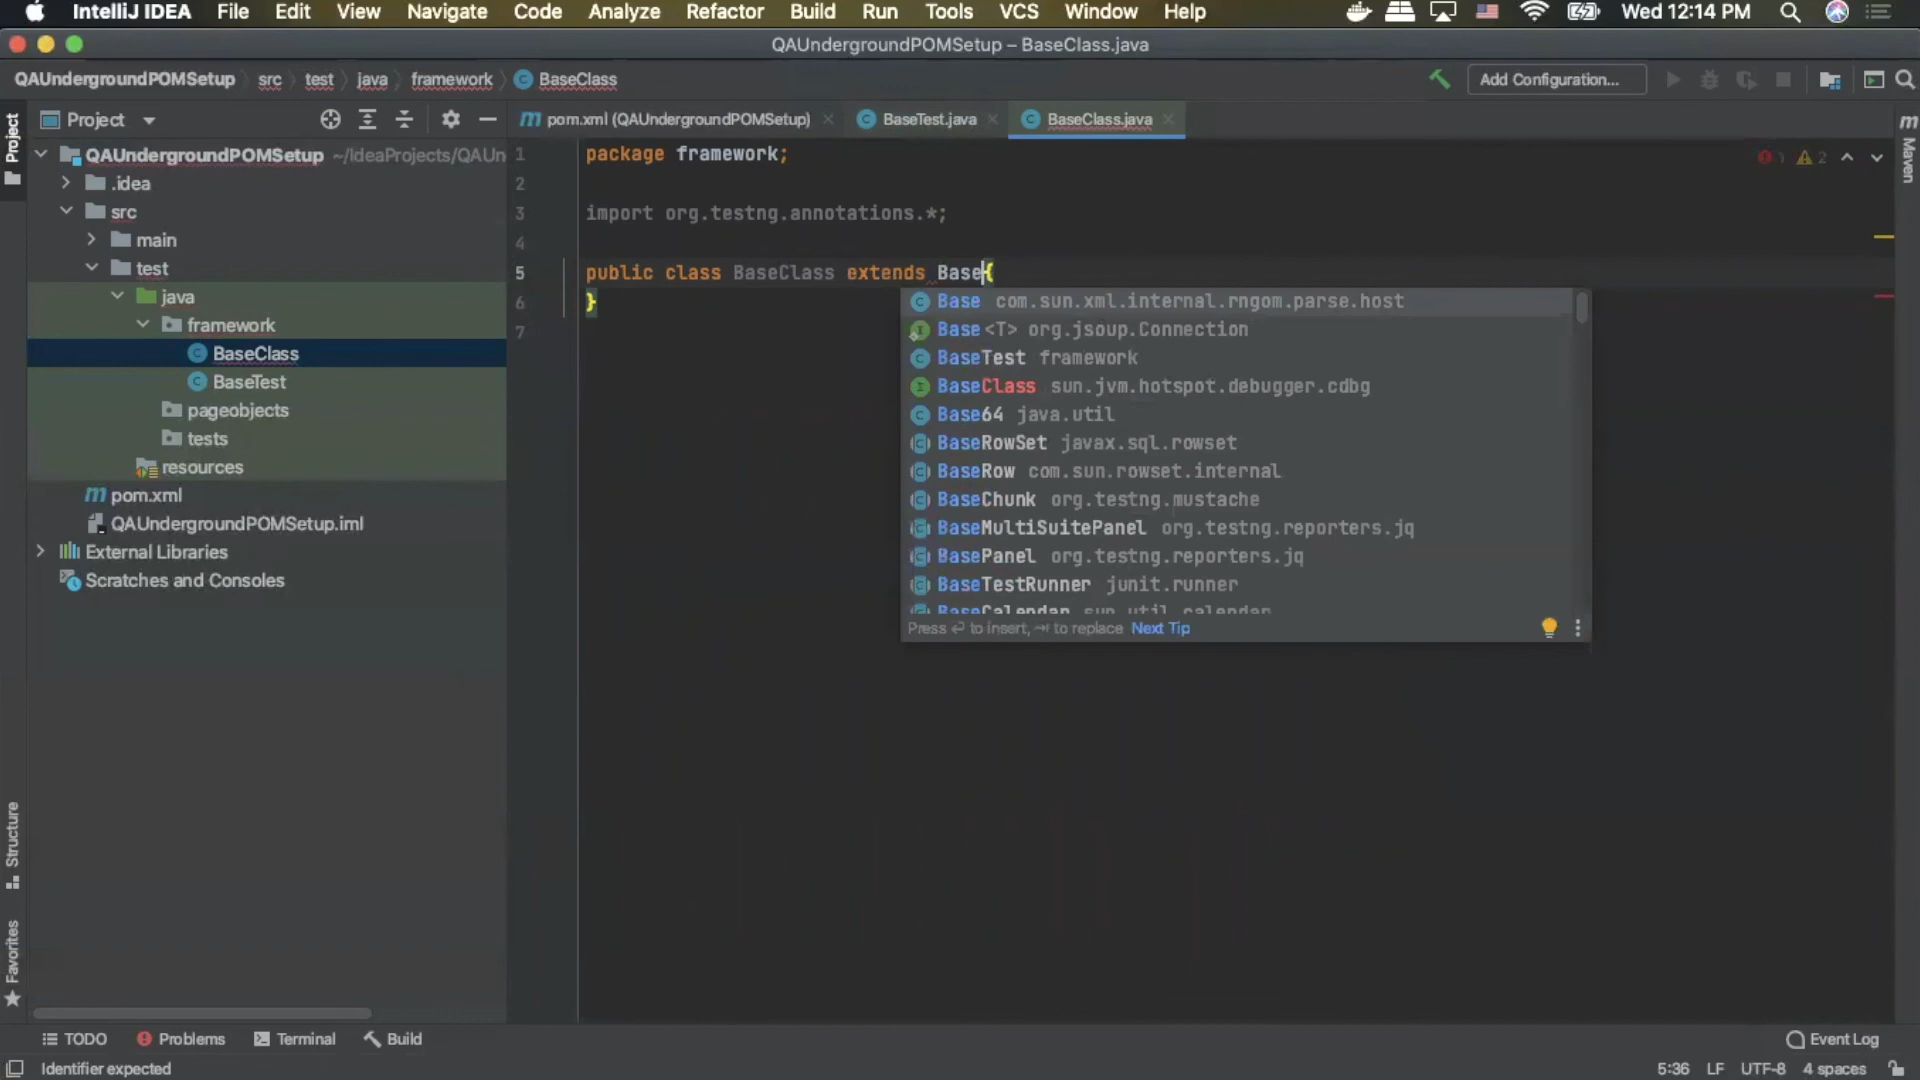 IntelliJ IDEA File Edit View Navigate Code Analyze Refactor Build Run Tools VCS Window Help Wed 12:14 PM
QAUndergroundPOMSetup – BaseClass.java
QAUndergroundPOMSetup src test java framework BaseClass Add Configuration...
Project
Project
pom.xml (QAUndergroundPOMSetup) BaseTest.java BaseClass.java
Maven
QAUndergroundPOMSetup ~/IdeaProjects/QAUn
1 package framework;
1 2
.idea
2
src
3 import org.testng.annotations.*;
main
4
test
5 public class BaseClass extends Base{
java
6 }
framework
7
BaseClass
BaseTest
pageobjects
tests
resources
pom.xml
QAUndergroundPOMSetup.iml
External Libraries
Scratches and Consoles
Base com.sun.xml.internal.rngom.parse.host
Base<T> org.jsoup.Connection
BaseTest framework
BaseClass sun.jvm.hotspot.debugger.cdbg
Base64 java.util
BaseRowSet javax.sql.rowset
BaseRow com.sun.rowset.internal
BaseChunk org.testng.mustache
BaseMultiSuitePanel org.testng.reporters.jq
BasePanel org.testng.reporters.jq
BaseTestRunner junit.runner
BaseCalendar sun.util.calendar
Press ⏎ to insert, ⇥ to replace Next Tip
Structure
Favorites
TODO Problems Terminal Build Event Log
Identifier expected 5:36 LF UTF-8 4 spaces